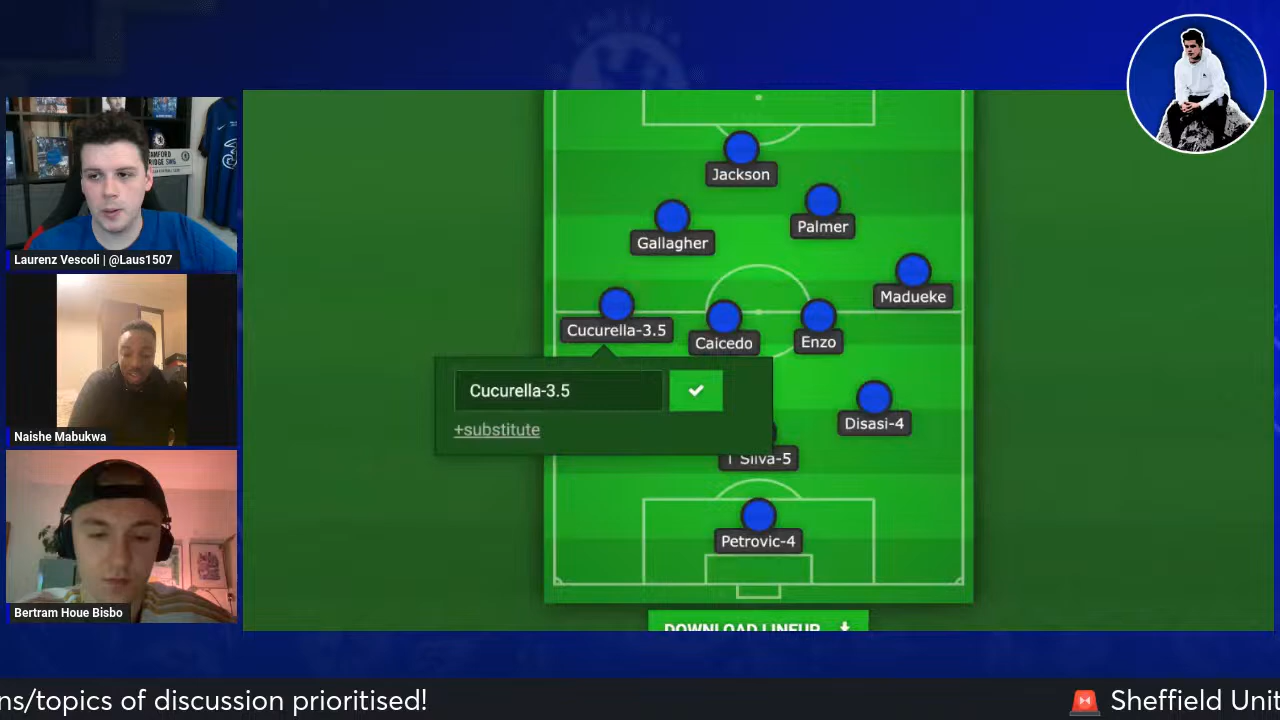 Jackson
Palmer
Gallagher
Madueke
Cucurella-3.5
Caicedo
Enzo
Cucurella-3.5
+substitute
Disasi-4
T Silva-5
Petrovic-4
DOWNLOAD LINEUP
Laurenz Vescoli | @Laus1507
Naishe Mabukwa
Bertram Houe Bisbo
ns/topics of discussion prioritised!
Sheffield Unit